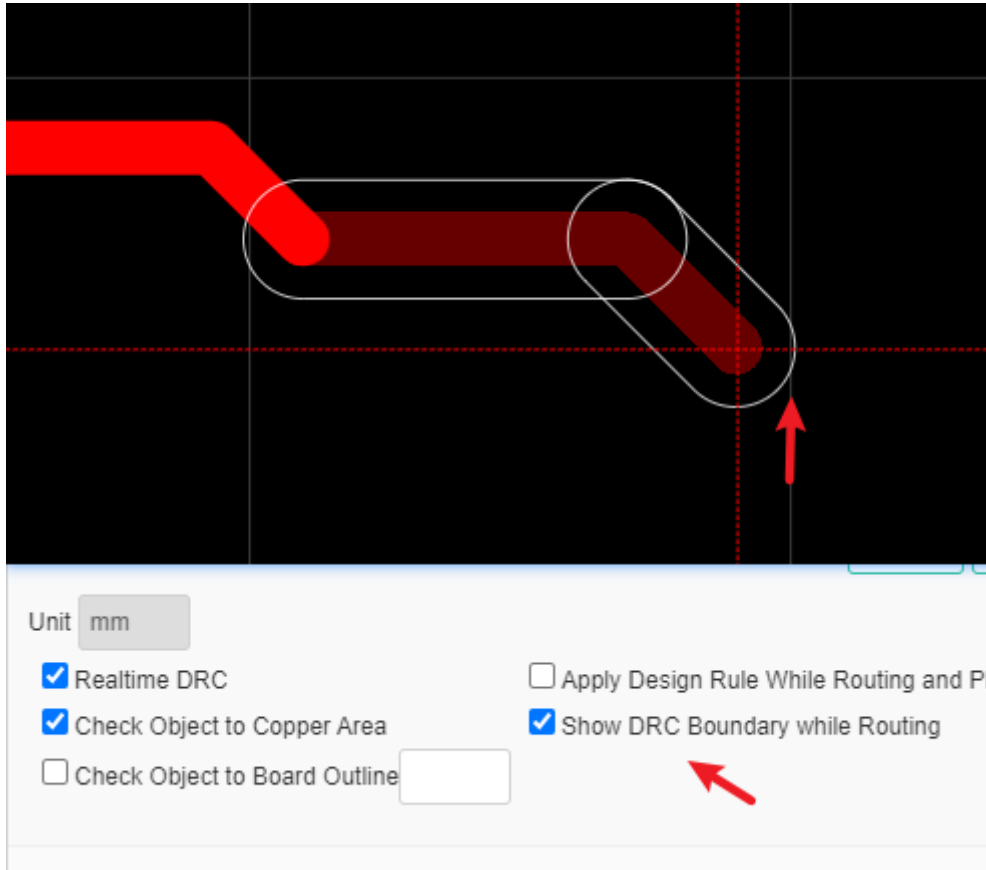 Unit mm
Realtime DRC
Apply Design Rule While Routing and P
Check Object to Copper Area
Show DRC Boundary while Routing
Check Object to Board Outline